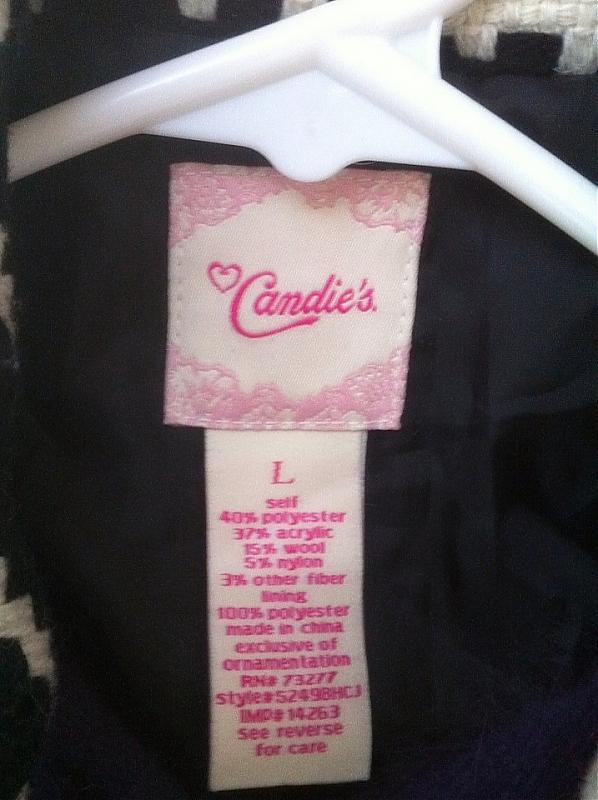 Candie's.
L
self
40% polyester
37% acrylic
15% wool
5% nylon
3% other fiber
lining
100% polyester
made in china
exclusive of
ornamentation
RN# 73277
style#52498HCJ
IMP#14263
see reverse
for care